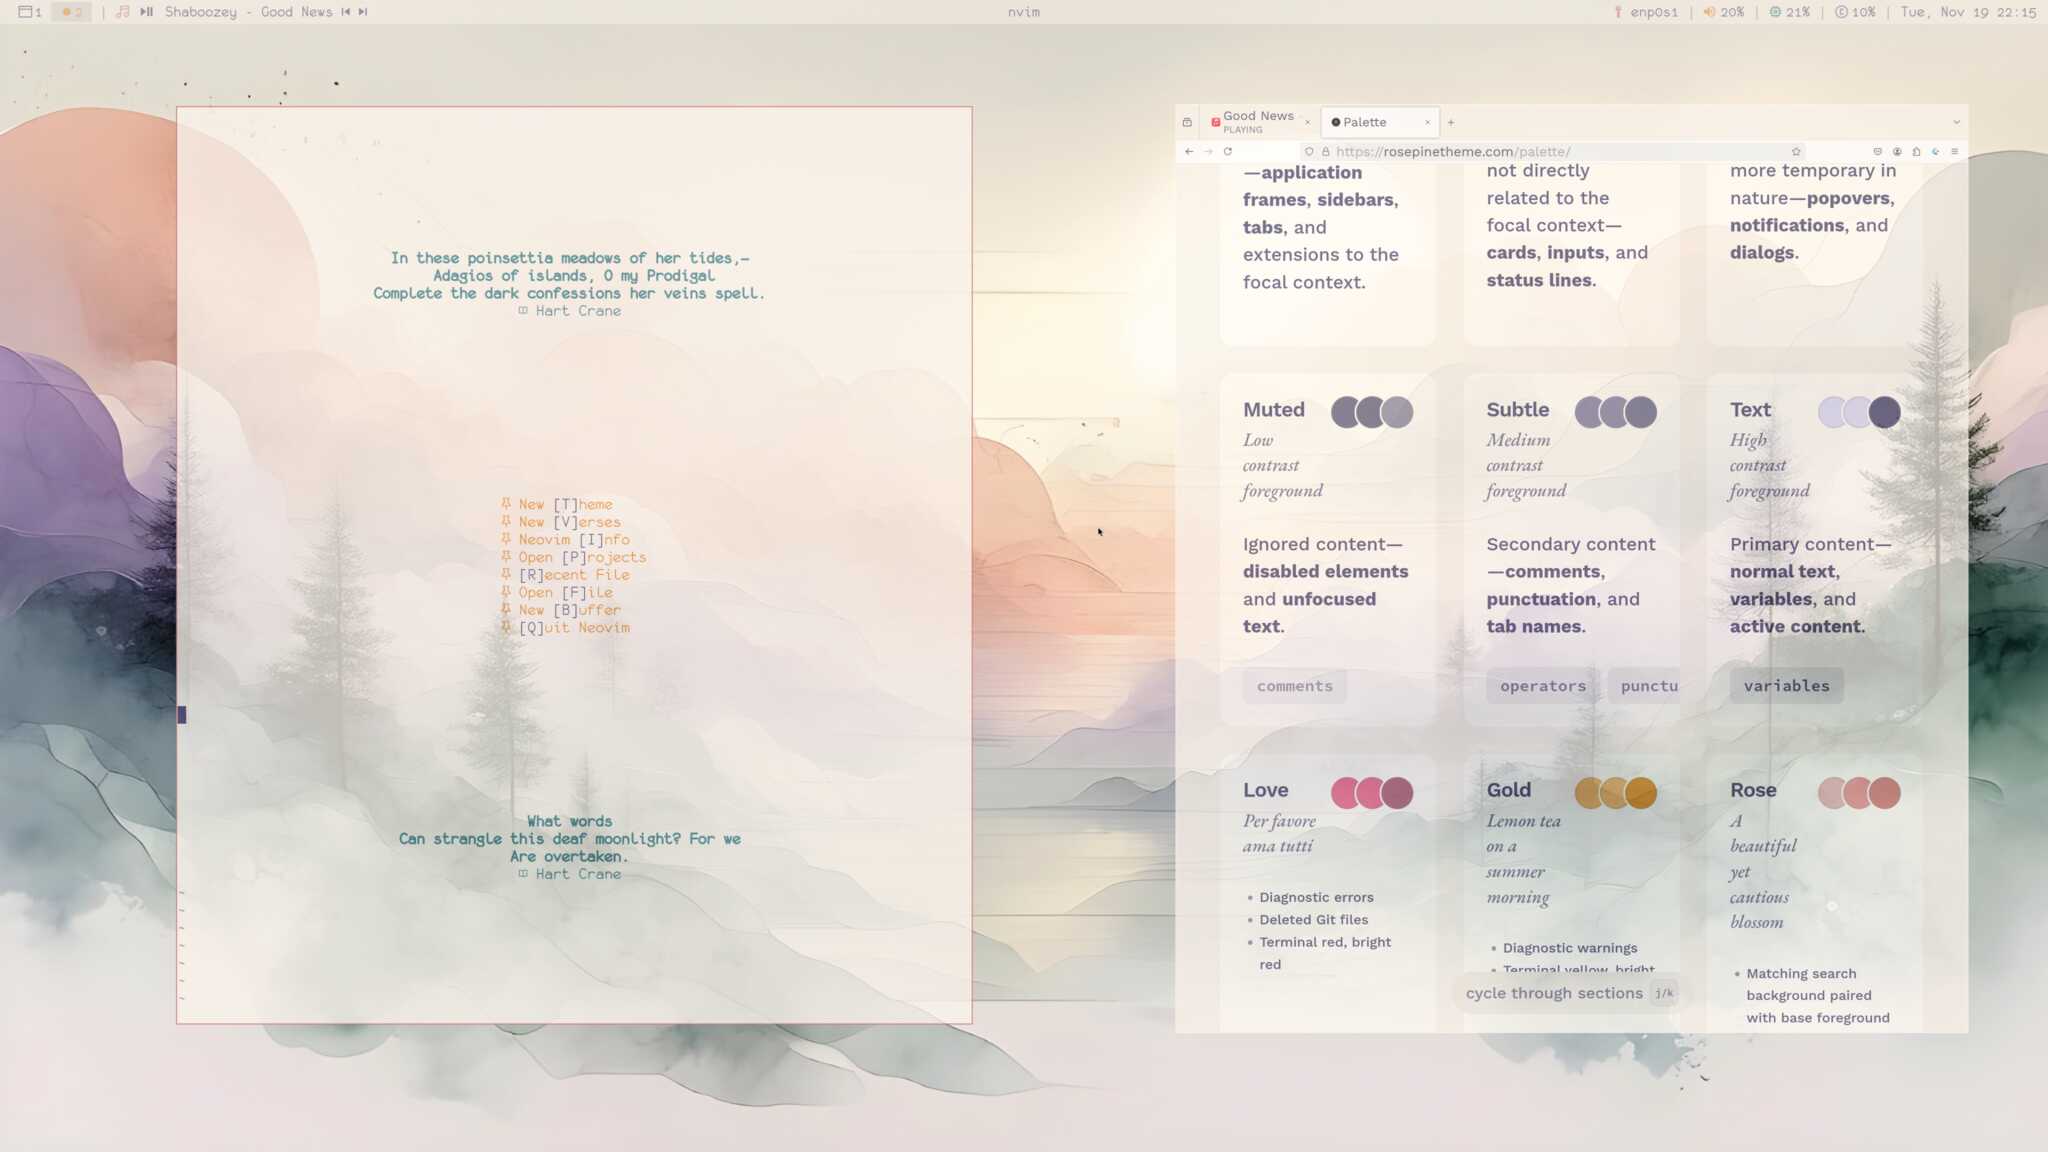 1 2 | Shaboozey - Good News
nvim
enp0s1 | 20% | 21% | 10% | Tue, Nov 19 22:15
In these poinsettia meadows of her tides,—
Adagios of islands, O my Prodigal
Complete the dark confessions her veins spell.
Hart Crane
New [T]heme
New [V]erses
Neovim [I]nfo
Open [P]rojects
[R]ecent File
Open [F]ile
New [B]uffer
[Q]uit Neovim
What words
Can strangle this deaf moonlight? For we
Are overtaken.
Hart Crane
~
~
~
~
~
~
~
Good News
PLAYING
Palette
https://rosepinetheme.com/palette/
—application
frames, sidebars,
tabs, and
extensions to the
focal context.
not directly
related to the
focal context—
cards, inputs, and
status lines.
more temporary in
nature—popovers,
notifications, and
dialogs.
Muted
Low
contrast
foreground
Ignored content—
disabled elements
and unfocused
text.
comments
Subtle
Medium
contrast
foreground
Secondary content
—comments,
punctuation, and
tab names.
operators punctu
Text
High
contrast
foreground
Primary content—
normal text,
variables, and
active content.
variables
Love
Per favore
ama tutti
Diagnostic errors
Deleted Git files
Terminal red, bright
red
Gold
Lemon tea
on a
summer
morning
Diagnostic warnings
Terminal yellow, bright
Rose
A
beautiful
yet
cautious
blossom
Matching search
background paired
with base foreground
cycle through sections j/k